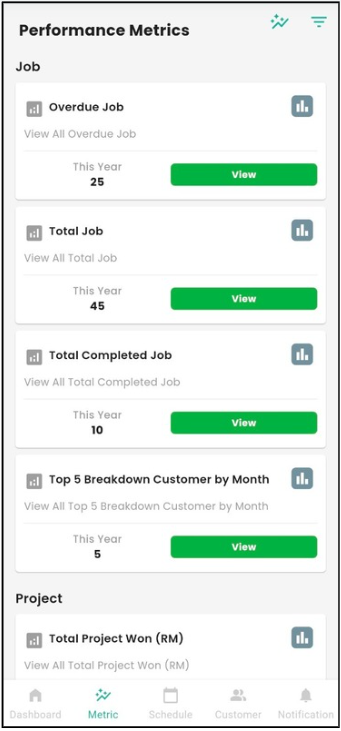 Performance Metrics
Job
Overdue Job
View All Overdue Job
This Year
25
View
Total Job
View All Total Job
This Year
45
View
Total Completed Job
View All Total Completed Job
This Year
10
View
Top 5 Breakdown Customer by Month
View All Top 5 Breakdown Customer by Month
This Year
5
View
Project
Total Project Won (RM)
View All Total Project Won (RM)
Dashboard
Metric
Schedule
Customer
Notification